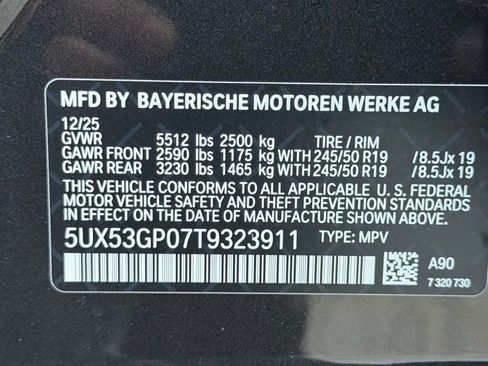 MFD BY BAYERISCHE MOTOREN WERKE AG
12/25
GVWR 5512 lbs 2500 kg TIRE / RIM
GAWR FRONT 2590 lbs 1175 kg WITH 245/50 R19 /8.5Jx 19
GAWR REAR 3230 lbs 1465 kg WITH 245/50 R19 /8.5Jx 19
THIS VEHICLE CONFORMS TO ALL APPLICABLE U. S. FEDERAL
MOTOR VEHICLE SAFETY AND THEFT PREVENTION STANDARDS
IN EFFECT ON THE DATE OF MANUFACTURE SHOWN ABOVE.
5UX53GP07T9323911 TYPE: MPV
A90
7 320 730